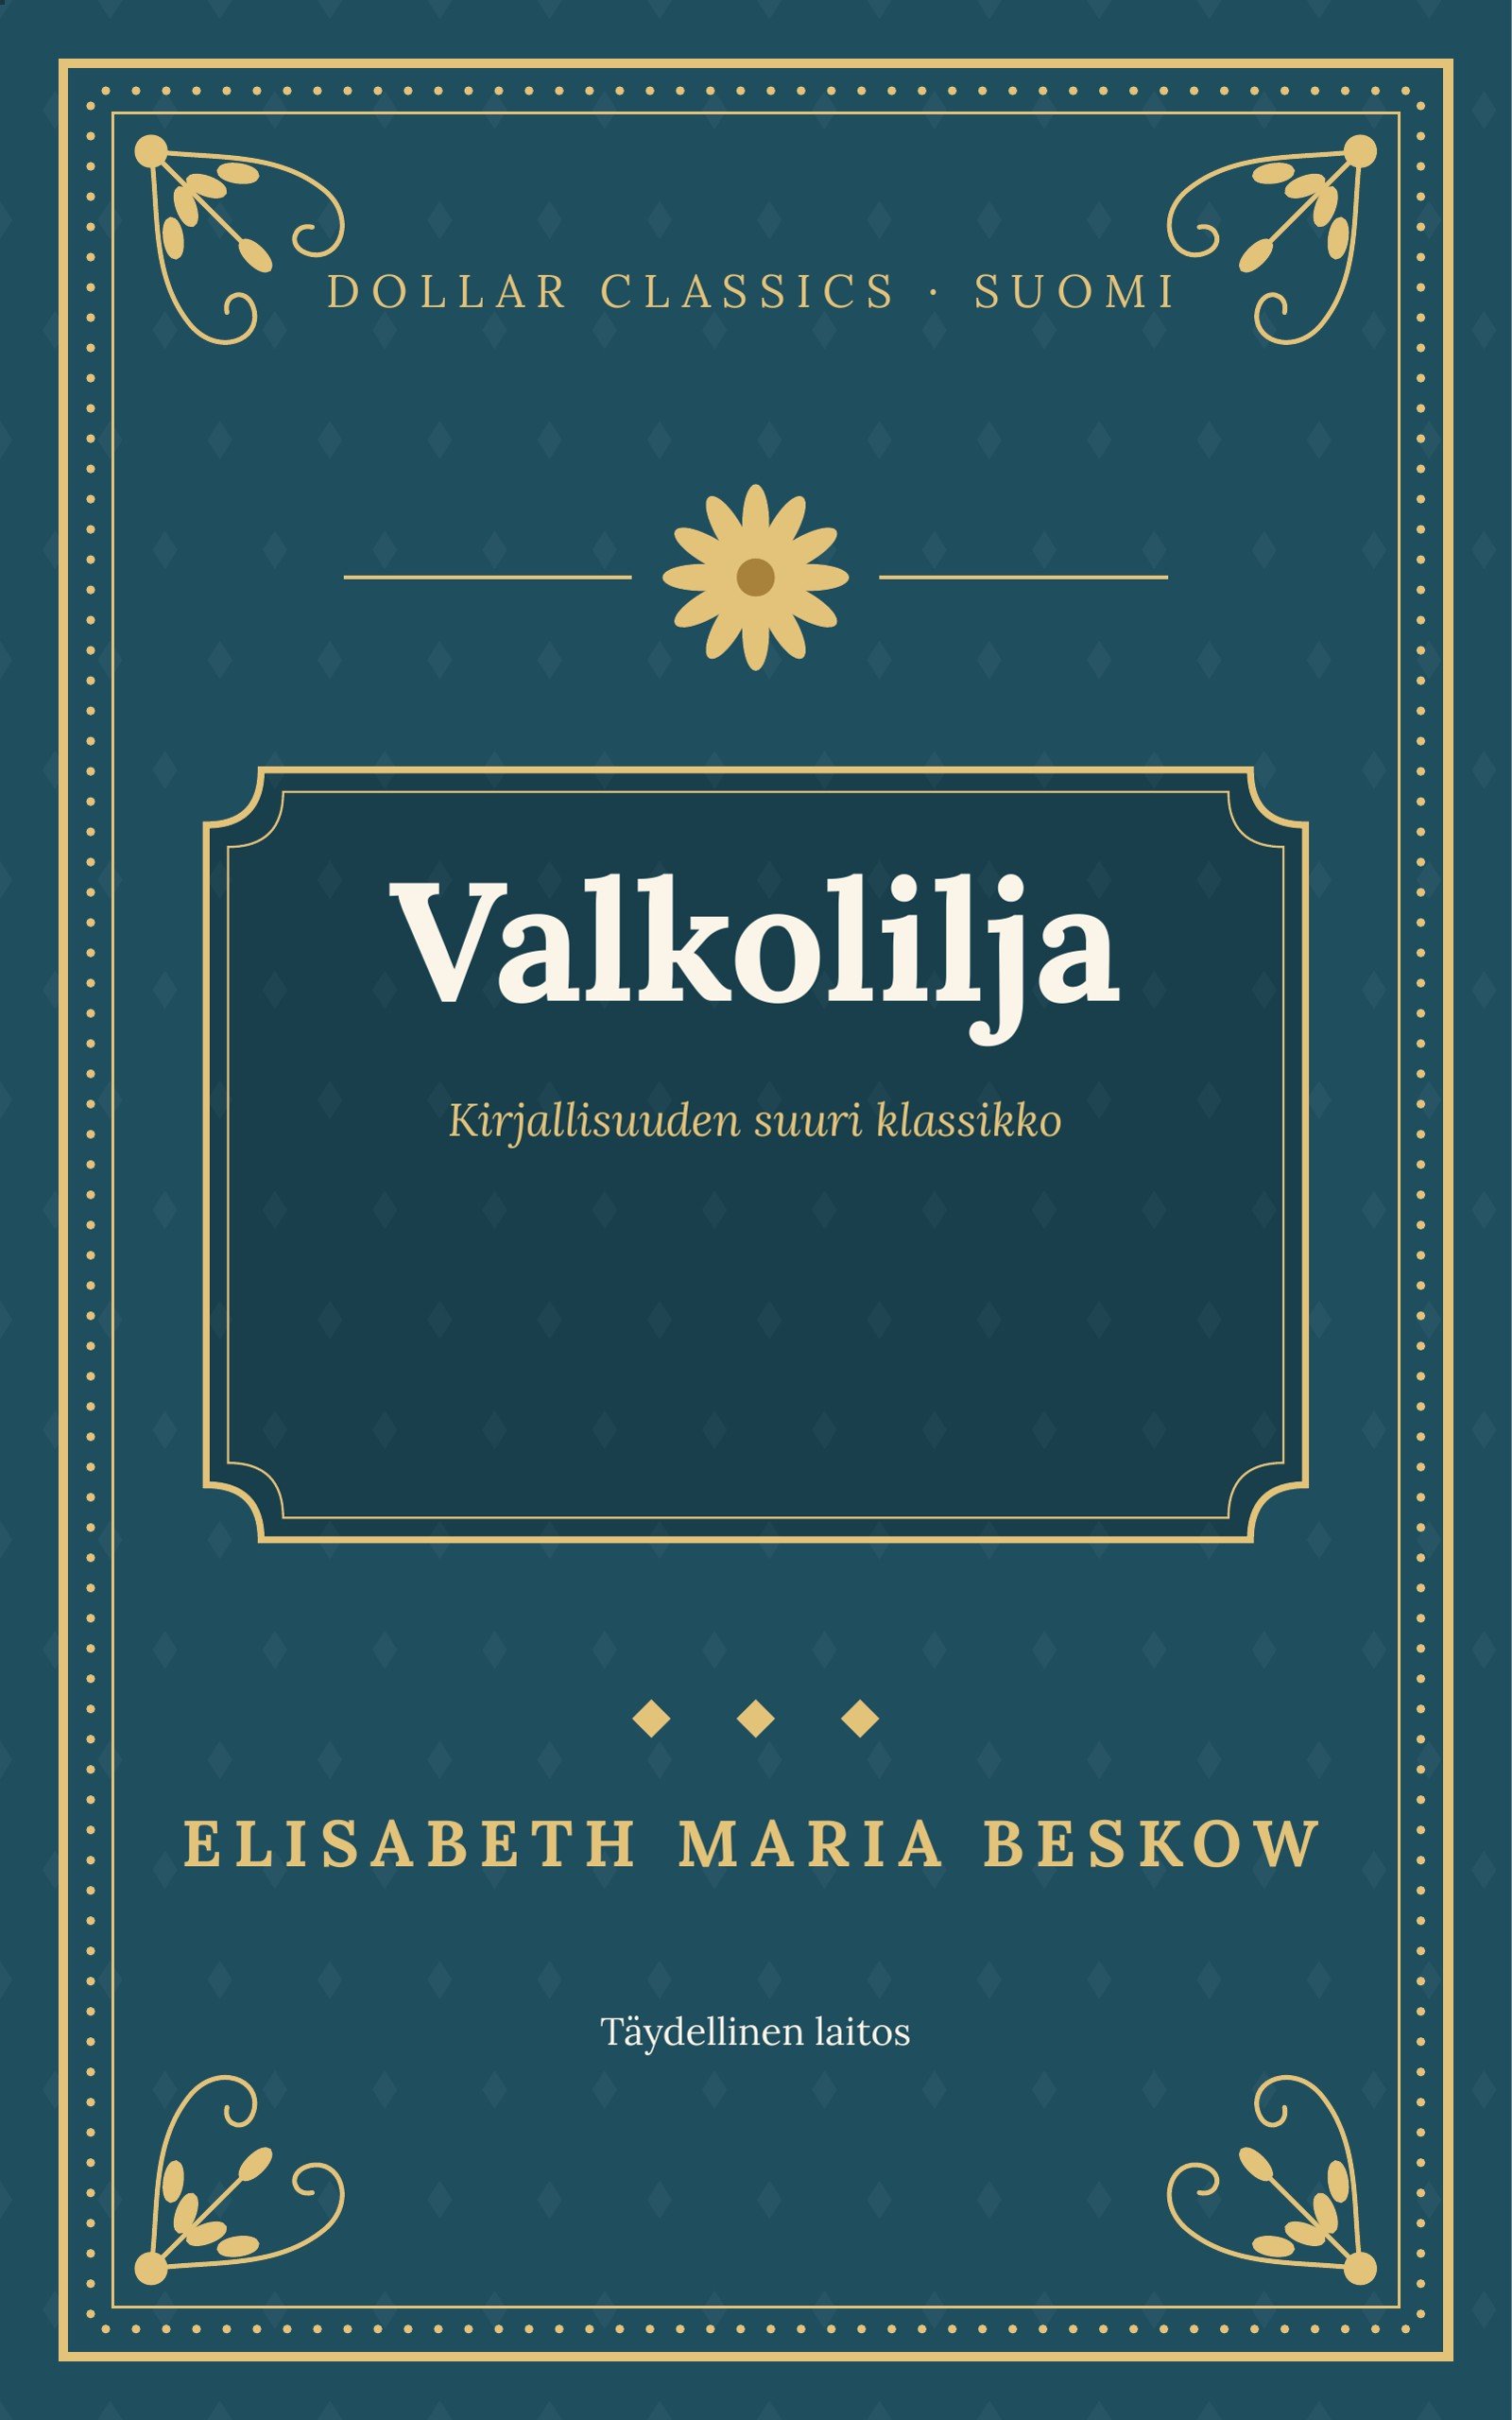 DOLLAR CLASSICS · SUOMI
Valkolilja
Kirjallisuuden suuri klassikko
ELISABETH MARIA BESKOW
Täydellinen laitos